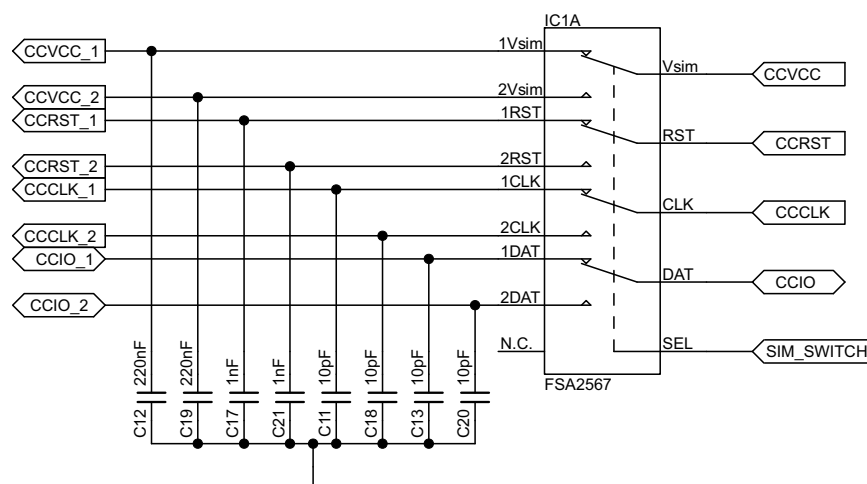 IC1A
CCVCC_1
1Vsim
Vsim
CCVCC
CCVCC_2
2Vsim
CCRST_1
1RST
RST
CCRST
CCRST_2
2RST
CCCLK_1
1CLK
CLK
CCCLK
CCCLK_2
2CLK
CCIO_1
1DAT
DAT
CCIO
CCIO_2
2DAT
N.C.
SEL
SIM_SWITCH
FSA2567
C12 220nF
C19 220nF
C17 1nF
C21 1nF
C11 10pF
C18 10pF
C13 10pF
C20 10pF